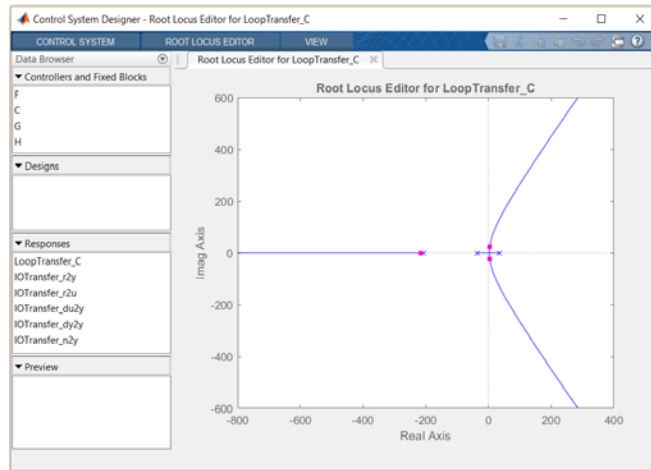 Control System Designer - Root Locus Editor for LoopTransfer_C
CONTROL SYSTEM
ROOT LOCUS EDITOR
VIEW
Data Browser
Root Locus Editor for LoopTransfer_C
Controllers and Fixed Blocks
F
C
G
H
Designs
Responses
LoopTransfer_C
IOTransfer_r2y
IOTransfer_r2u
IOTransfer_du2y
IOTransfer_dy2y
IOTransfer_n2y
Preview
Root Locus Editor for LoopTransfer_C
600
400
200
0
-200
-400
-600
Imag Axis
-800
-600
-400
-200
0
200
400
Real Axis